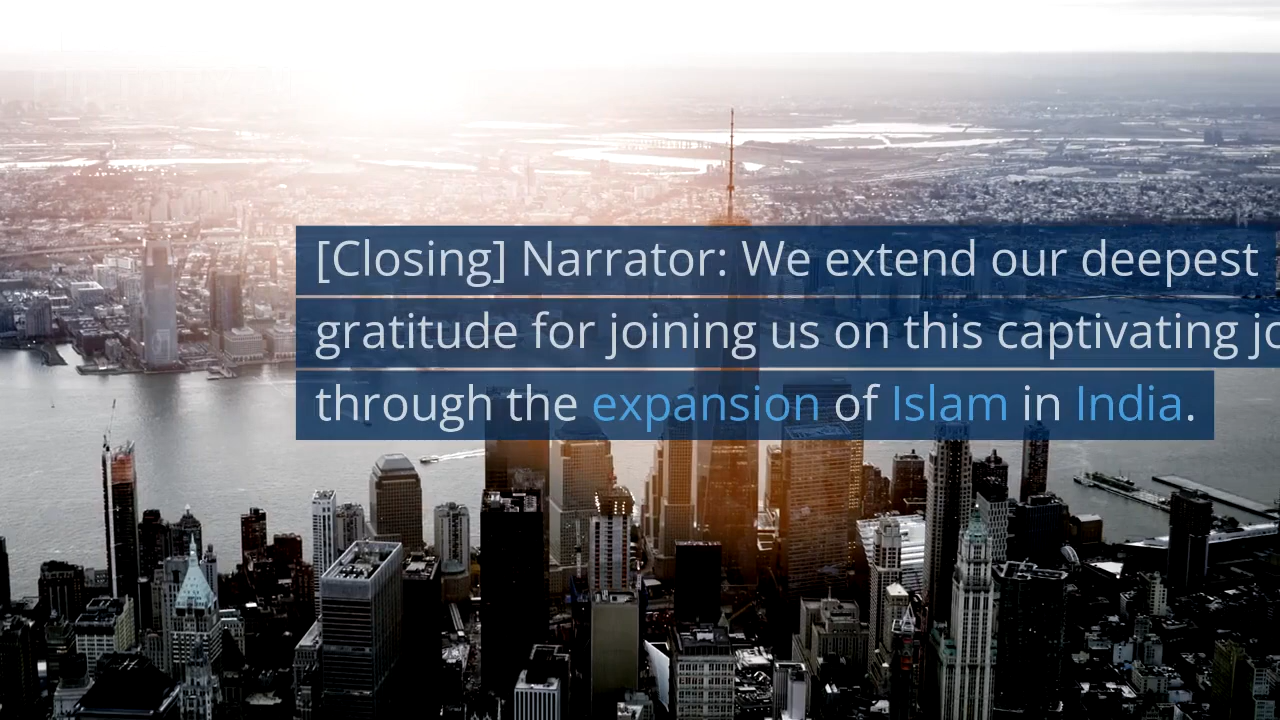 [Closing] Narrator: We extend our deepest
gratitude for joining us on this captivating
through the expansion of Islam in India.